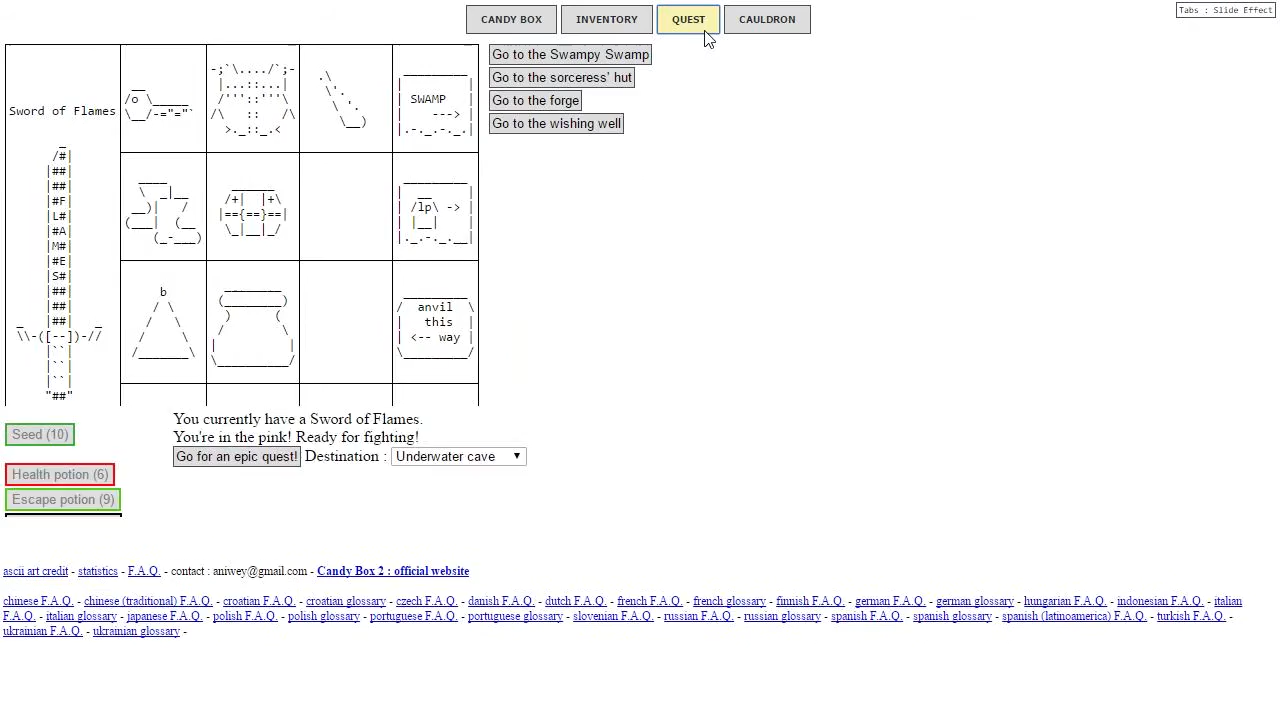 CANDY BOX INVENTORY QUEST CAULDRON
Tabs : Slide Effect
Sword of Flames
F
L
A
M
E
S
SWAMP
--->
lp ->
anvil
this
<-- way
Go to the Swampy Swamp
Go to the sorceress' hut
Go to the forge
Go to the wishing well
Seed (10)
Health potion (6)
Escape potion (9)
You currently have a Sword of Flames.
You're in the pink! Ready for fighting!
Go for an epic quest! Destination : Underwater cave
ascii art credit - statistics - F.A.Q. - contact : aniwey@gmail.com - Candy Box 2 : official website
chinese F.A.Q. - chinese (traditional) F.A.Q. - croatian F.A.Q. - croatian glossary - czech F.A.Q. - danish F.A.Q. - dutch F.A.Q. - french F.A.Q. - french glossary - finnish F.A.Q. - german F.A.Q. - german glossary - hungarian F.A.Q. - indonesian F.A.Q. - italian
F.A.Q. - italian glossary - japanese F.A.Q. - polish F.A.Q. - polish glossary - portuguese F.A.Q. - portuguese glossary - slovenian F.A.Q. - russian F.A.Q. - russian glossary - spanish F.A.Q. - spanish glossary - spanish (latinoamerica) F.A.Q. - turkish F.A.Q. -
ukrainian F.A.Q. - ukrainian glossary -